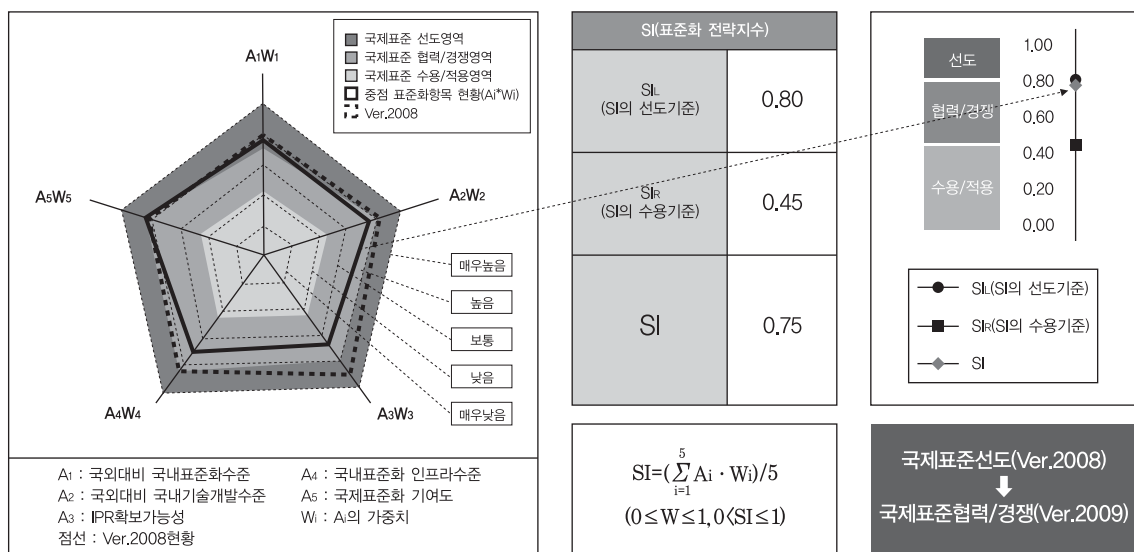 국제표준 선도영역
국제표준 협력/경쟁영역
국제표준 수용/적용영역
중점 표준화항목 현황(Ai*Wi)
Ver.2008
A1W1
A2W2
A3W3
A4W4
A5W5
매우높음
높음
보통
낮음
매우낮음
A1 : 국외대비 국내표준화수준
A2 : 국외대비 국내기술개발수준
A3 : IPR확보가능성
점선 : Ver.2008현황
A4 : 국내표준화 인프라수준
A5 : 국제표준화 기여도
Wi : Ai의 가중치
SI(표준화 전략지수)
SIL
(SI의 선도기준)
0.80
SIR
(SI의 수용기준)
0.45
SI
0.75
SI=(∑Ai · Wi)/5
5
i=1
(0≤W≤1, 0〈SI≤1)
선도
협력/경쟁
수용/적용
1.00
0.80
0.60
0.40
0.20
0.00
SIL(SI의 선도기준)
SIR(SI의 수용기준)
SI
국제표준선도(Ver.2008)
국제표준협력/경쟁(Ver.2009)